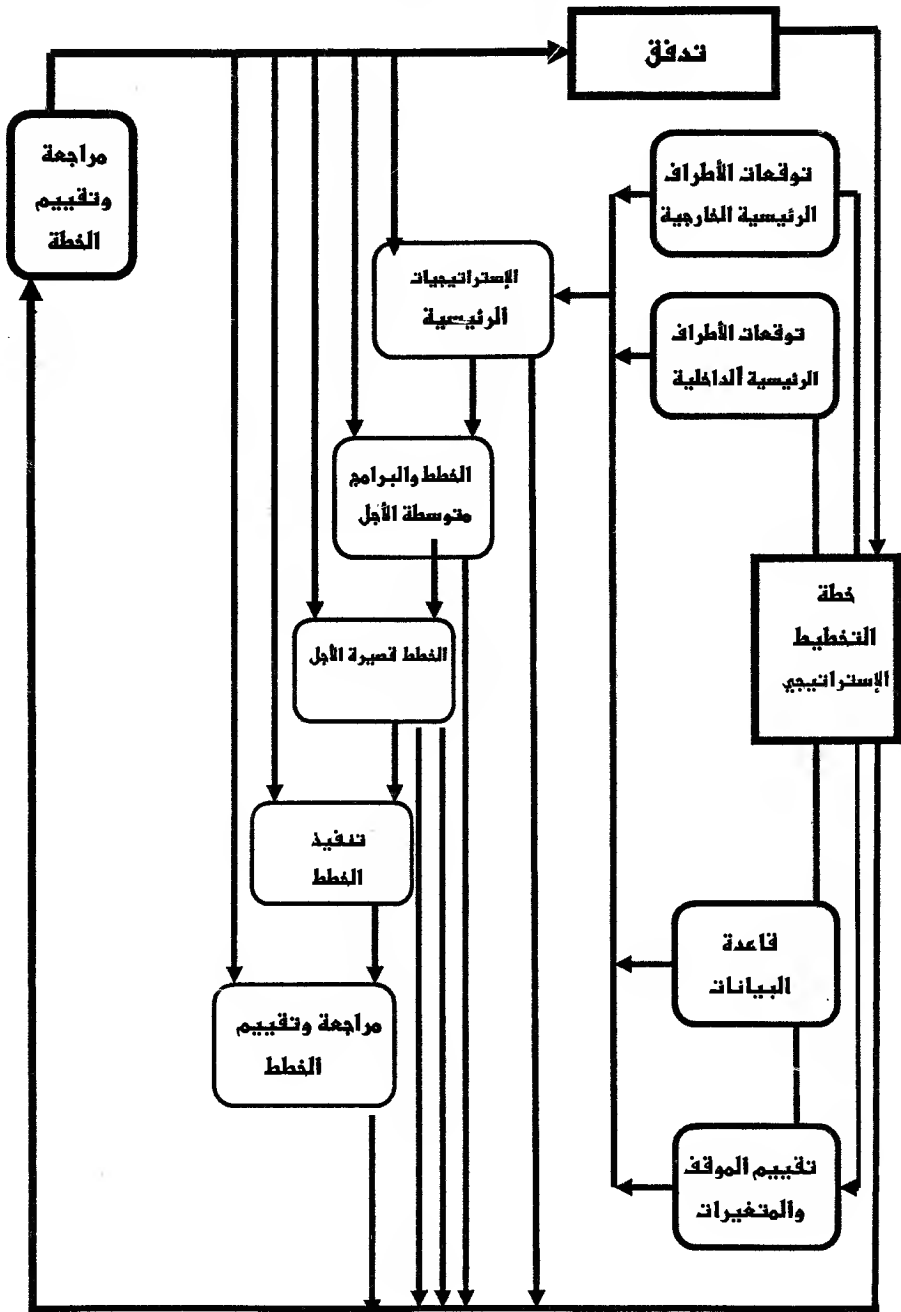 تدفق
مراجعة
وتقييم
الخطة
توقعات الأطراف
الرئيسية الخارجية
الإستراتيجيات
الرئيسية
توقعات الأطراف
الرئيسية الداخلية
الخطط والبرامج
متوسطة الأجل
خطة
التخطيط
الإستراتيجي
الخطط قصيرة الأجل
تنفيذ
الخطط
قاعدة
البيانات
مراجعة وتقييم
الخطط
تقييم الموقف
والمتغيرات